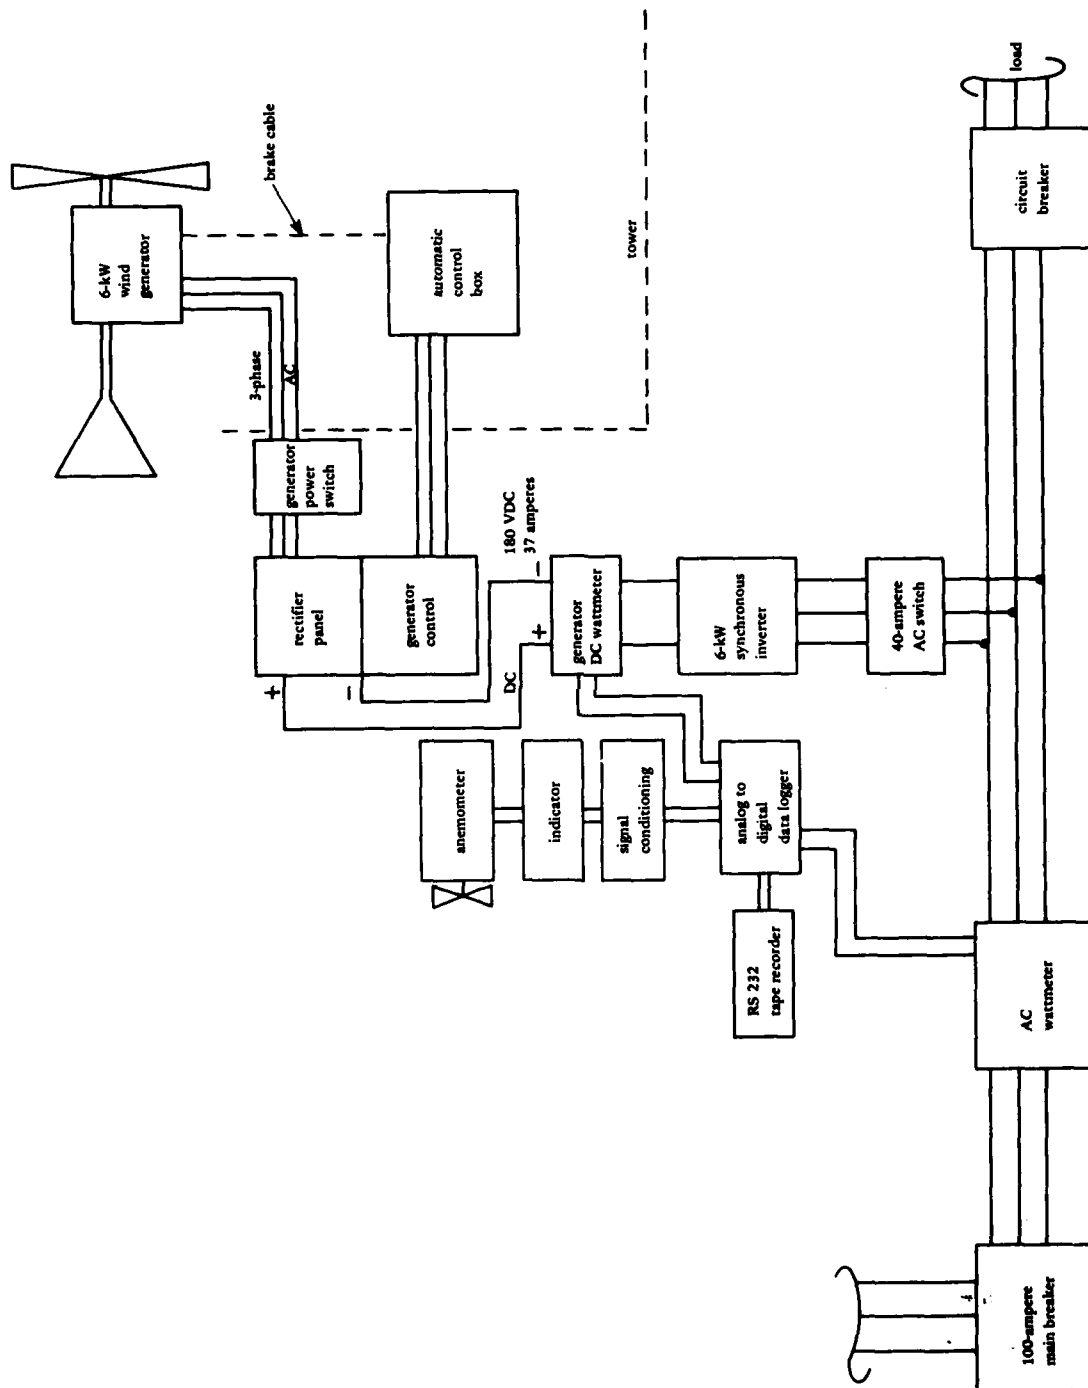 6-kW
wind
generator
brake cable
3-phase
AC
automatic
control
box
tower
generator
power
switch
rectifier
panel
generator
control
+
−
DC
180 VDC
37 amperes
+
−
generator
DC wattmeter
6-kW
synchronous
inverter
40-ampere
AC switch
anemometer
indicator
signal
conditioning
analog to
digital
data logger
RS 232
tape recorder
load
circuit
breaker
AC
wattmeter
100-ampere
main breaker